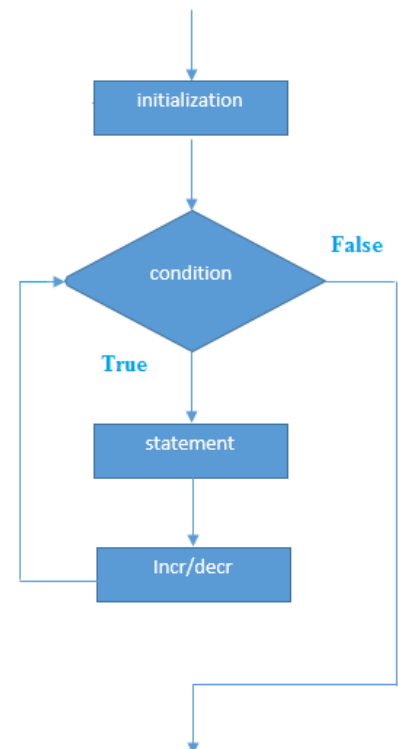 initialization
condition
False
True
statement
Incr/decr